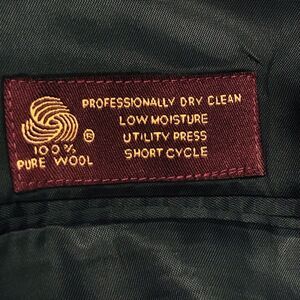 PROFESSIONALLY DRY CLEAN
LOW MOISTURE
UTILITY PRESS
SHORT CYCLE
100%
PURE WOOL
®